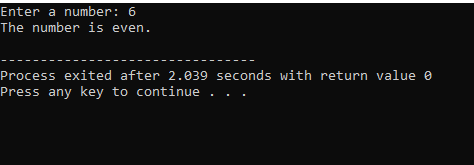 Enter a number: 6
The number is even.
--------------------------------
Process exited after 2.039 seconds with return value 0
Press any key to continue . . .